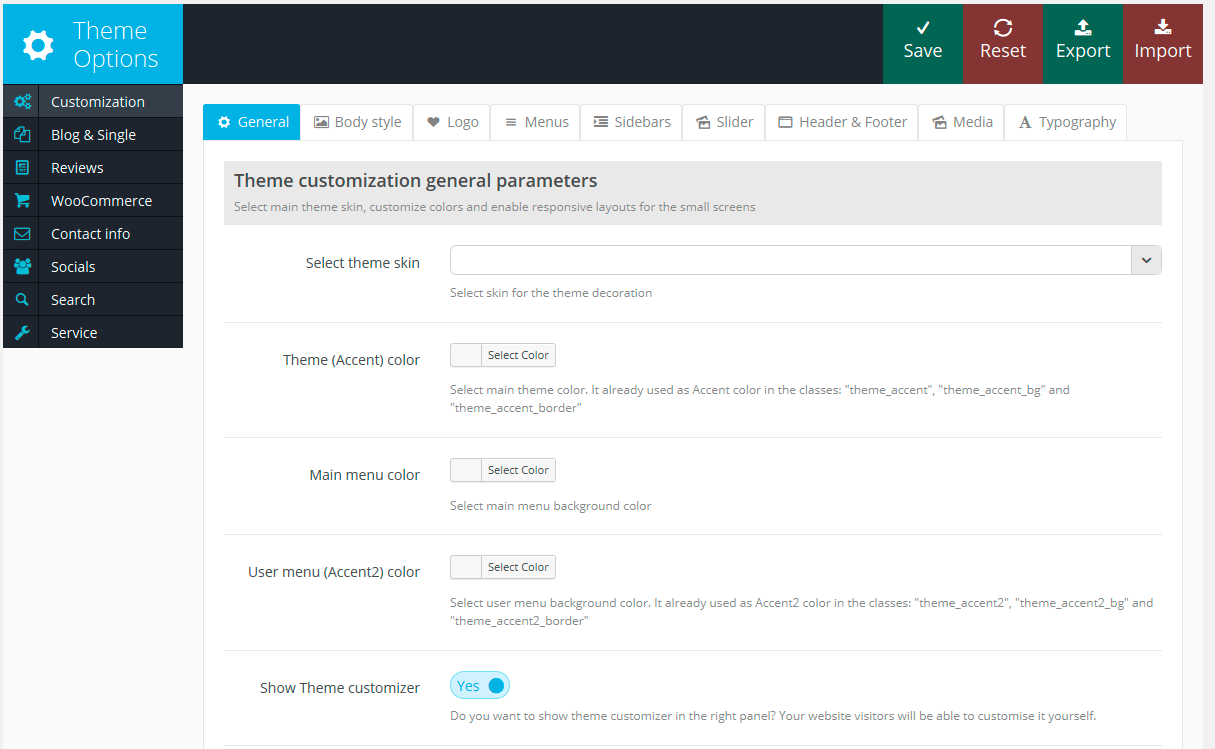 Theme
Options
Save
Reset
Export
Import
Customization
Blog & Single
Reviews
WooCommerce
Contact info
Socials
Search
Service
General
Body style
Logo
Menus
Sidebars
Slider
Header & Footer
Media
Typography
Theme customization general parameters
Select main theme skin, customize colors and enable responsive layouts for the small screens
Select theme skin
Select skin for the theme decoration
Theme (Accent) color
Select Color
Select main theme color. It already used as Accent color in the classes: "theme_accent", "theme_accent_bg" and
"theme_accent_border"
Main menu color
Select Color
Select main menu background color
User menu (Accent2) color
Select Color
Select user menu background color. It already used as Accent2 color in the classes: "theme_accent2", "theme_accent2_bg" and
"theme_accent2_border"
Show Theme customizer
Yes
Do you want to show theme customizer in the right panel? Your website visitors will be able to customise it yourself.